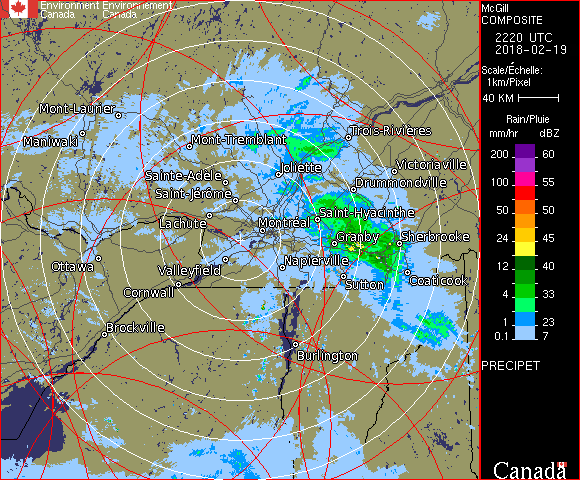 Environment Environnement
Canada Canada
McGill
COMPOSITE
2220 UTC
2018-02-19
Scale/Échelle:
1km/Pixel
40 KM
Rain/Pluie
mm/hr dBZ
200 60
100 55
50 50
24 45
12 40
4 33
1 23
0.1 7
PRECIPET
Canada
Mont-Laurier
Maniwaki
Mont-Tremblant
Trois-Rivières
Joliette
Victoriaville
Sainte-Adèle
Drummondville
Saint-Jérôme
Lachute
Saint-Hyacinthe
Montréal
Granby
Sherbrooke
Ottawa
Valleyfield
Napierville
Coaticook
Cornwall
Sutton
Brockville
Burlington